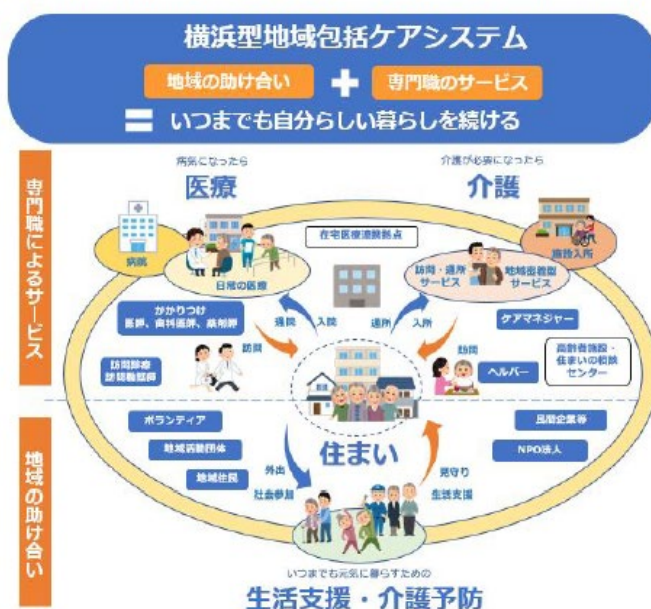 横浜型地域包括ケアシステム
地域の助け合い + 専門職のサービス
= いつまでも自分らしい暮らしを続ける
専門職によるサービス
病気になったら
医療
介護が必要になったら
介護
病院
日常の医療
在宅医療連携拠点
訪問・通所
サービス
地域密着型
サービス
施設入所
かかりつけ
医師、歯科医師、薬剤師
通院
入院
通所
入所
ケアマネジャー
訪問
訪問
訪問診療
訪問看護師
ヘルパー
高齢者施設・
住まいの相談
センター
住まい
地域の助け合い
ボランティア
地域活動団体
地域住民
外出
社会参加
見守り
生活支援
民間企業等
NPO法人
いつまでも元気に暮らすための
生活支援・介護予防